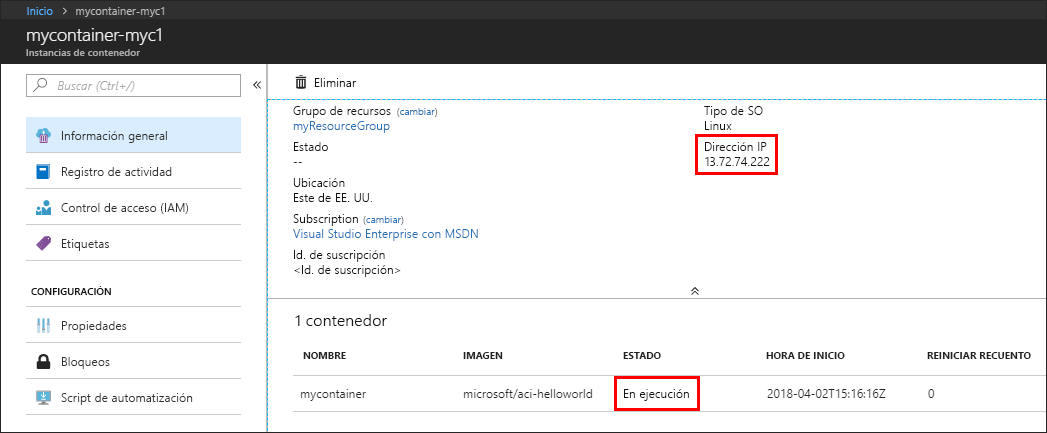 Inicio > mycontainer-myc1
mycontainer-myc1
Instancias de contenedor
Buscar (Ctrl+/)
Información general
Registro de actividad
Control de acceso (IAM)
Etiquetas
CONFIGURACIÓN
Propiedades
Bloqueos
Script de automatización
Eliminar
Grupo de recursos (cambiar)
myResourceGroup
Estado
--
Ubicación
Este de EE. UU.
Subscription (cambiar)
Visual Studio Enterprise con MSDN
Id. de suscripción
<Id. de suscripción>
Tipo de SO
Linux
Dirección IP
13.72.74.222
1 contenedor
NOMBRE IMAGEN ESTADO HORA DE INICIO REINICIAR RECUENTO
mycontainer microsoft/aci-helloworld En ejecución 2018-04-02T15:16:16Z 0